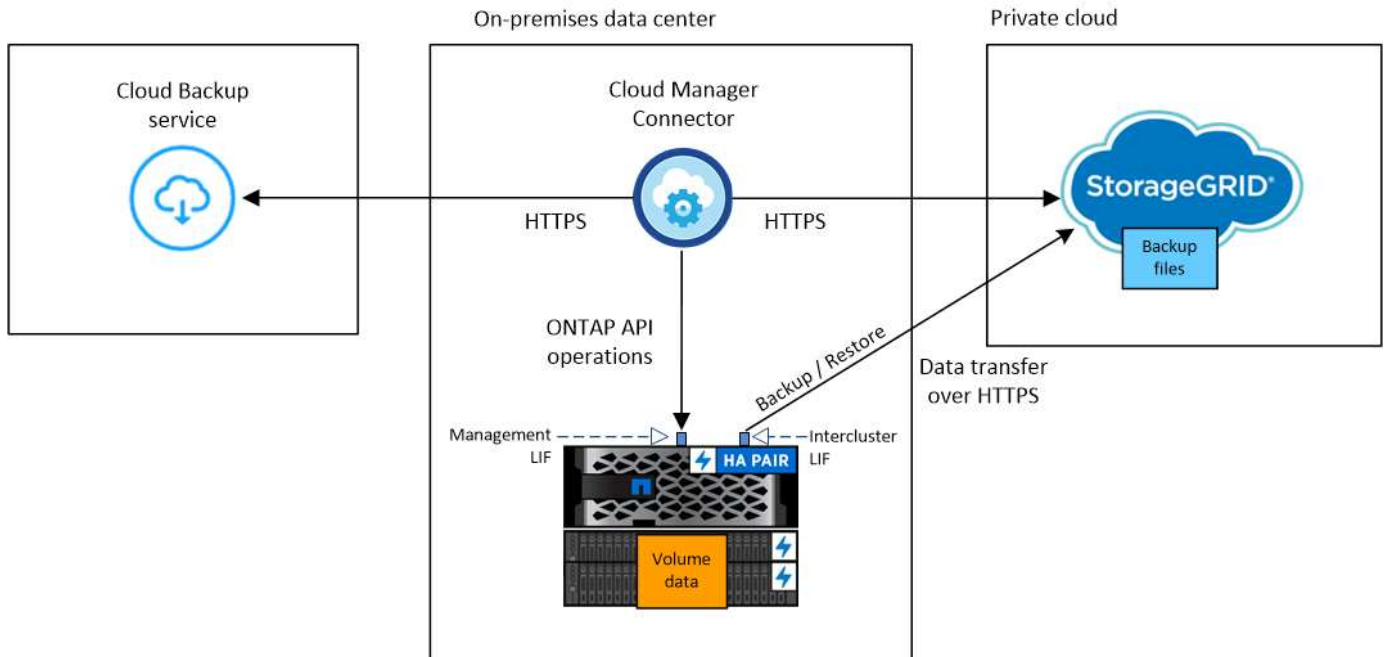 On-premises data center
Private cloud
Cloud Backup
service
Cloud Manager
Connector
StorageGRID®
Backup
files
HTTPS
HTTPS
ONTAP API
operations
Backup / Restore
Data transfer
over HTTPS
Management
LIF
Intercluster
LIF
HA PAIR
Volume
data